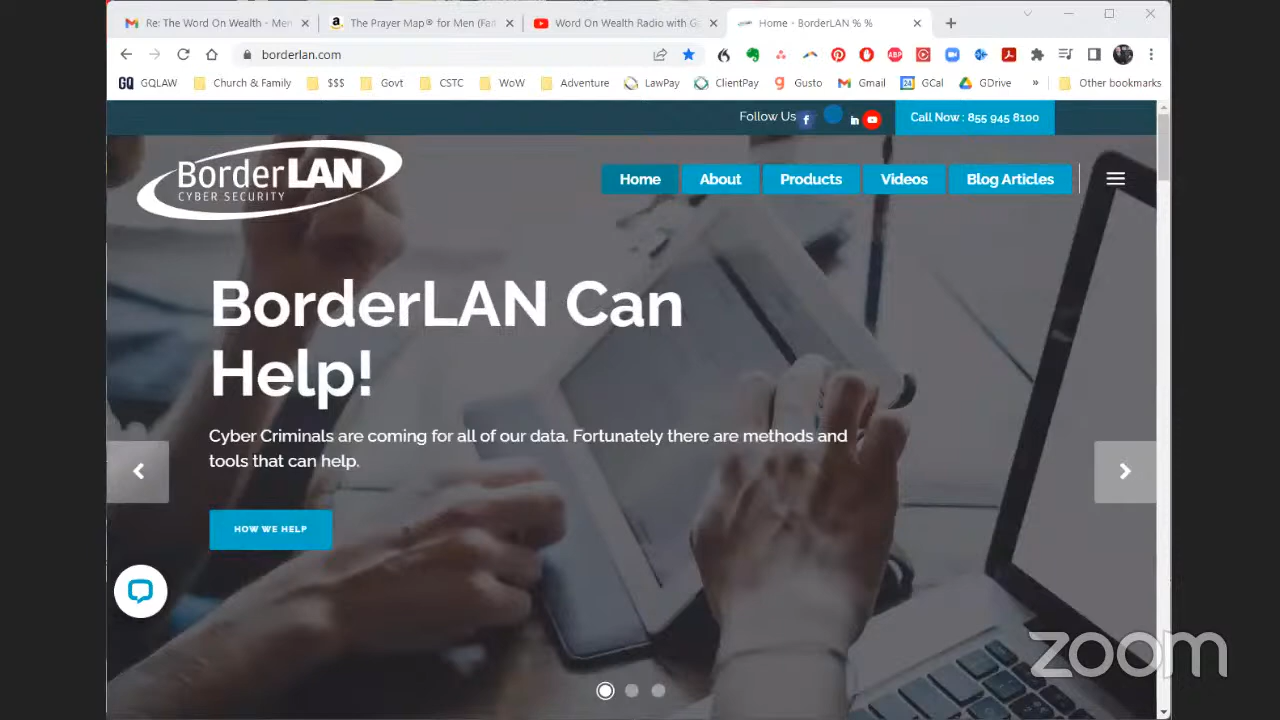 Re: The Word On Wealth - Men
The Prayer Map® for Men (Fai
Word On Wealth Radio with G
Home - BorderLAN % %
borderlan.com
GQ GQLAW
Church & Family
$$$
Govt
CSTC
WoW
Adventure
LawPay
ClientPay
Gusto
Gmail
GCal
GDrive
»
Other bookmarks
Follow Us
Call Now : 855 945 8100
BorderLAN
CYBER SECURITY
Home
About
Products
Videos
Blog Articles
BorderLAN Can
Help!
Cyber Criminals are coming for all of our data. Fortunately there are methods and
tools that can help.
HOW WE HELP
zoom